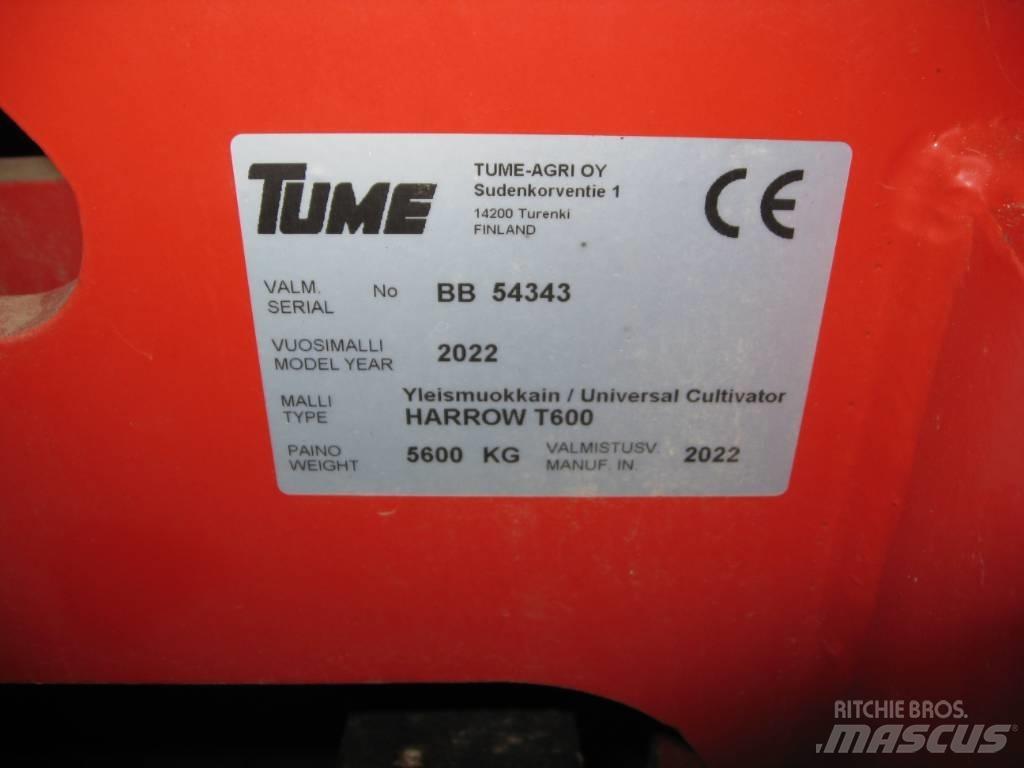 TUME
TUME-AGRI OY
Sudenkorventie 1
14200 Turenki
FINLAND
CE
VALM. No BB 54343
SERIAL
VUOSIMALLI
MODEL YEAR 2022
MALLI Yleismuokkain / Universal Cultivator
TYPE HARROW T600
PAINO 5600 KG VALMISTUSV. 2022
WEIGHT MANUF. IN.
RITCHIE BROS.
MASCUS